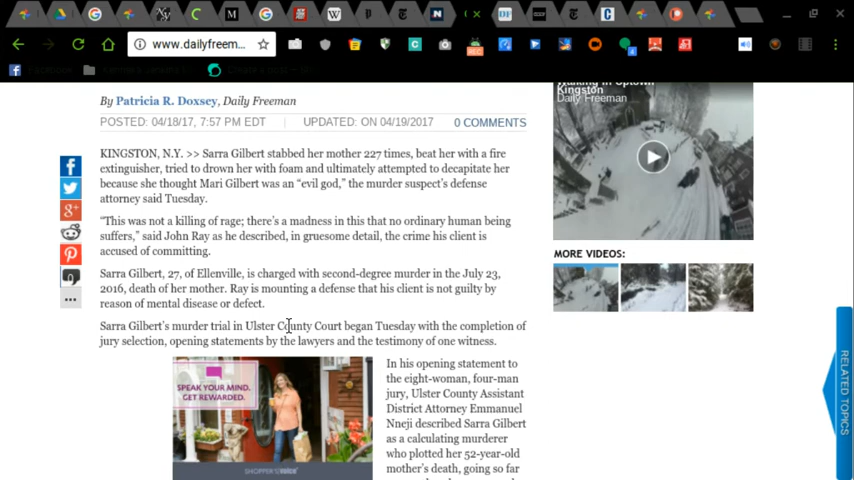 www.dailyfreem...
Facebook
By Patricia R. Doxsey, Daily Freeman
POSTED: 04/18/17, 7:57 PM EDT | UPDATED: ON 04/19/2017 0 COMMENTS
KINGSTON, N.Y. >> Sarra Gilbert stabbed her mother 227 times, beat her with a fire
extinguisher, tried to drown her with foam and ultimately attempted to decapitate her
because she thought Mari Gilbert was an “evil god,” the murder suspect's defense
attorney said Tuesday.
“This was not a killing of rage; there's a madness in this that no ordinary human being
suffers,” said John Ray as he described, in gruesome detail, the crime his client is
accused of committing.
Sarra Gilbert, 27, of Ellenville, is charged with second-degree murder in the July 23,
2016, death of her mother. Ray is mounting a defense that his client is not guilty by
reason of mental disease or defect.
Sarra Gilbert's murder trial in Ulster County Court began Tuesday with the completion of
jury selection, opening statements by the lawyers and the testimony of one witness.
SPEAK YOUR MIND.
GET REWARDED.
SHOPPER'S VOICE
In his opening statement to
the eight-woman, four-man
jury, Ulster County Assistant
District Attorney Emmanuel
Nneji described Sarra Gilbert
as a calculating murderer
who plotted her 52-year-old
mother's death, going so far
Walking in Uptown
Kingston
Daily Freeman
MORE VIDEOS:
RELATED TOPICS